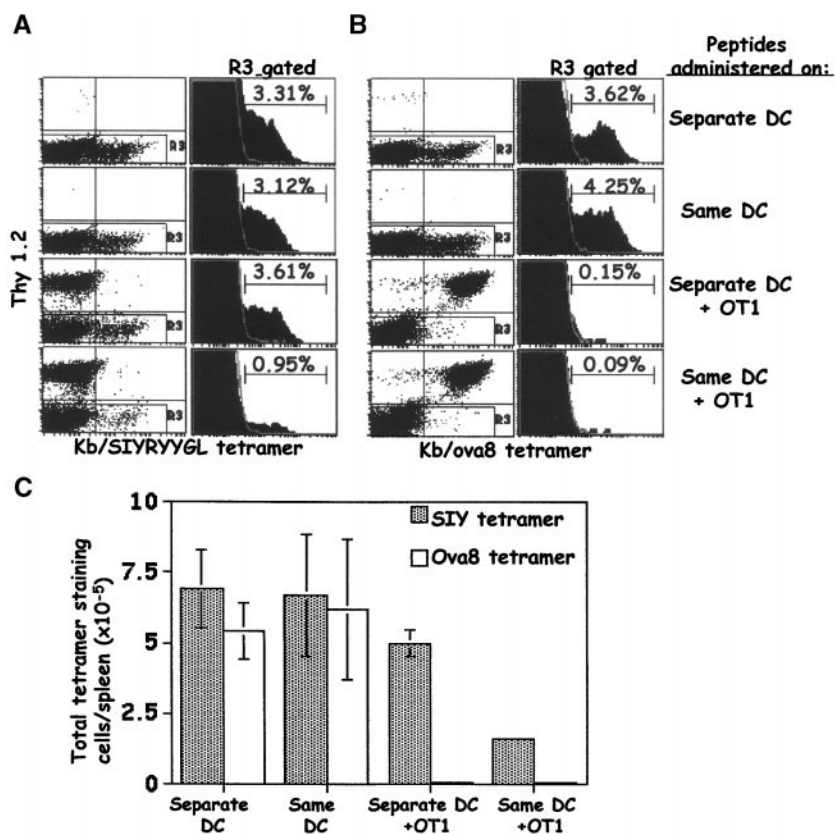 A
B
Peptides
administered on:
R3 gated
R3 gated
3.31%
3.62%
Separate DC
R3
R3
3.12%
4.25%
Same DC
R3
R3
Thy 1.2
3.61%
0.15%
Separate DC
+ OT1
R3
R3
0.95%
0.09%
Same DC
+ OT1
R3
R3
Kb/SIYRYYGL tetramer
Kb/ova8 tetramer
C
Total tetramer staining
cells/spleen (x10-5)
10
7.5
5
2.5
0
SIY tetramer
Ova8 tetramer
Separate
DC
Same
DC
Separate DC
+OT1
Same DC
+OT1